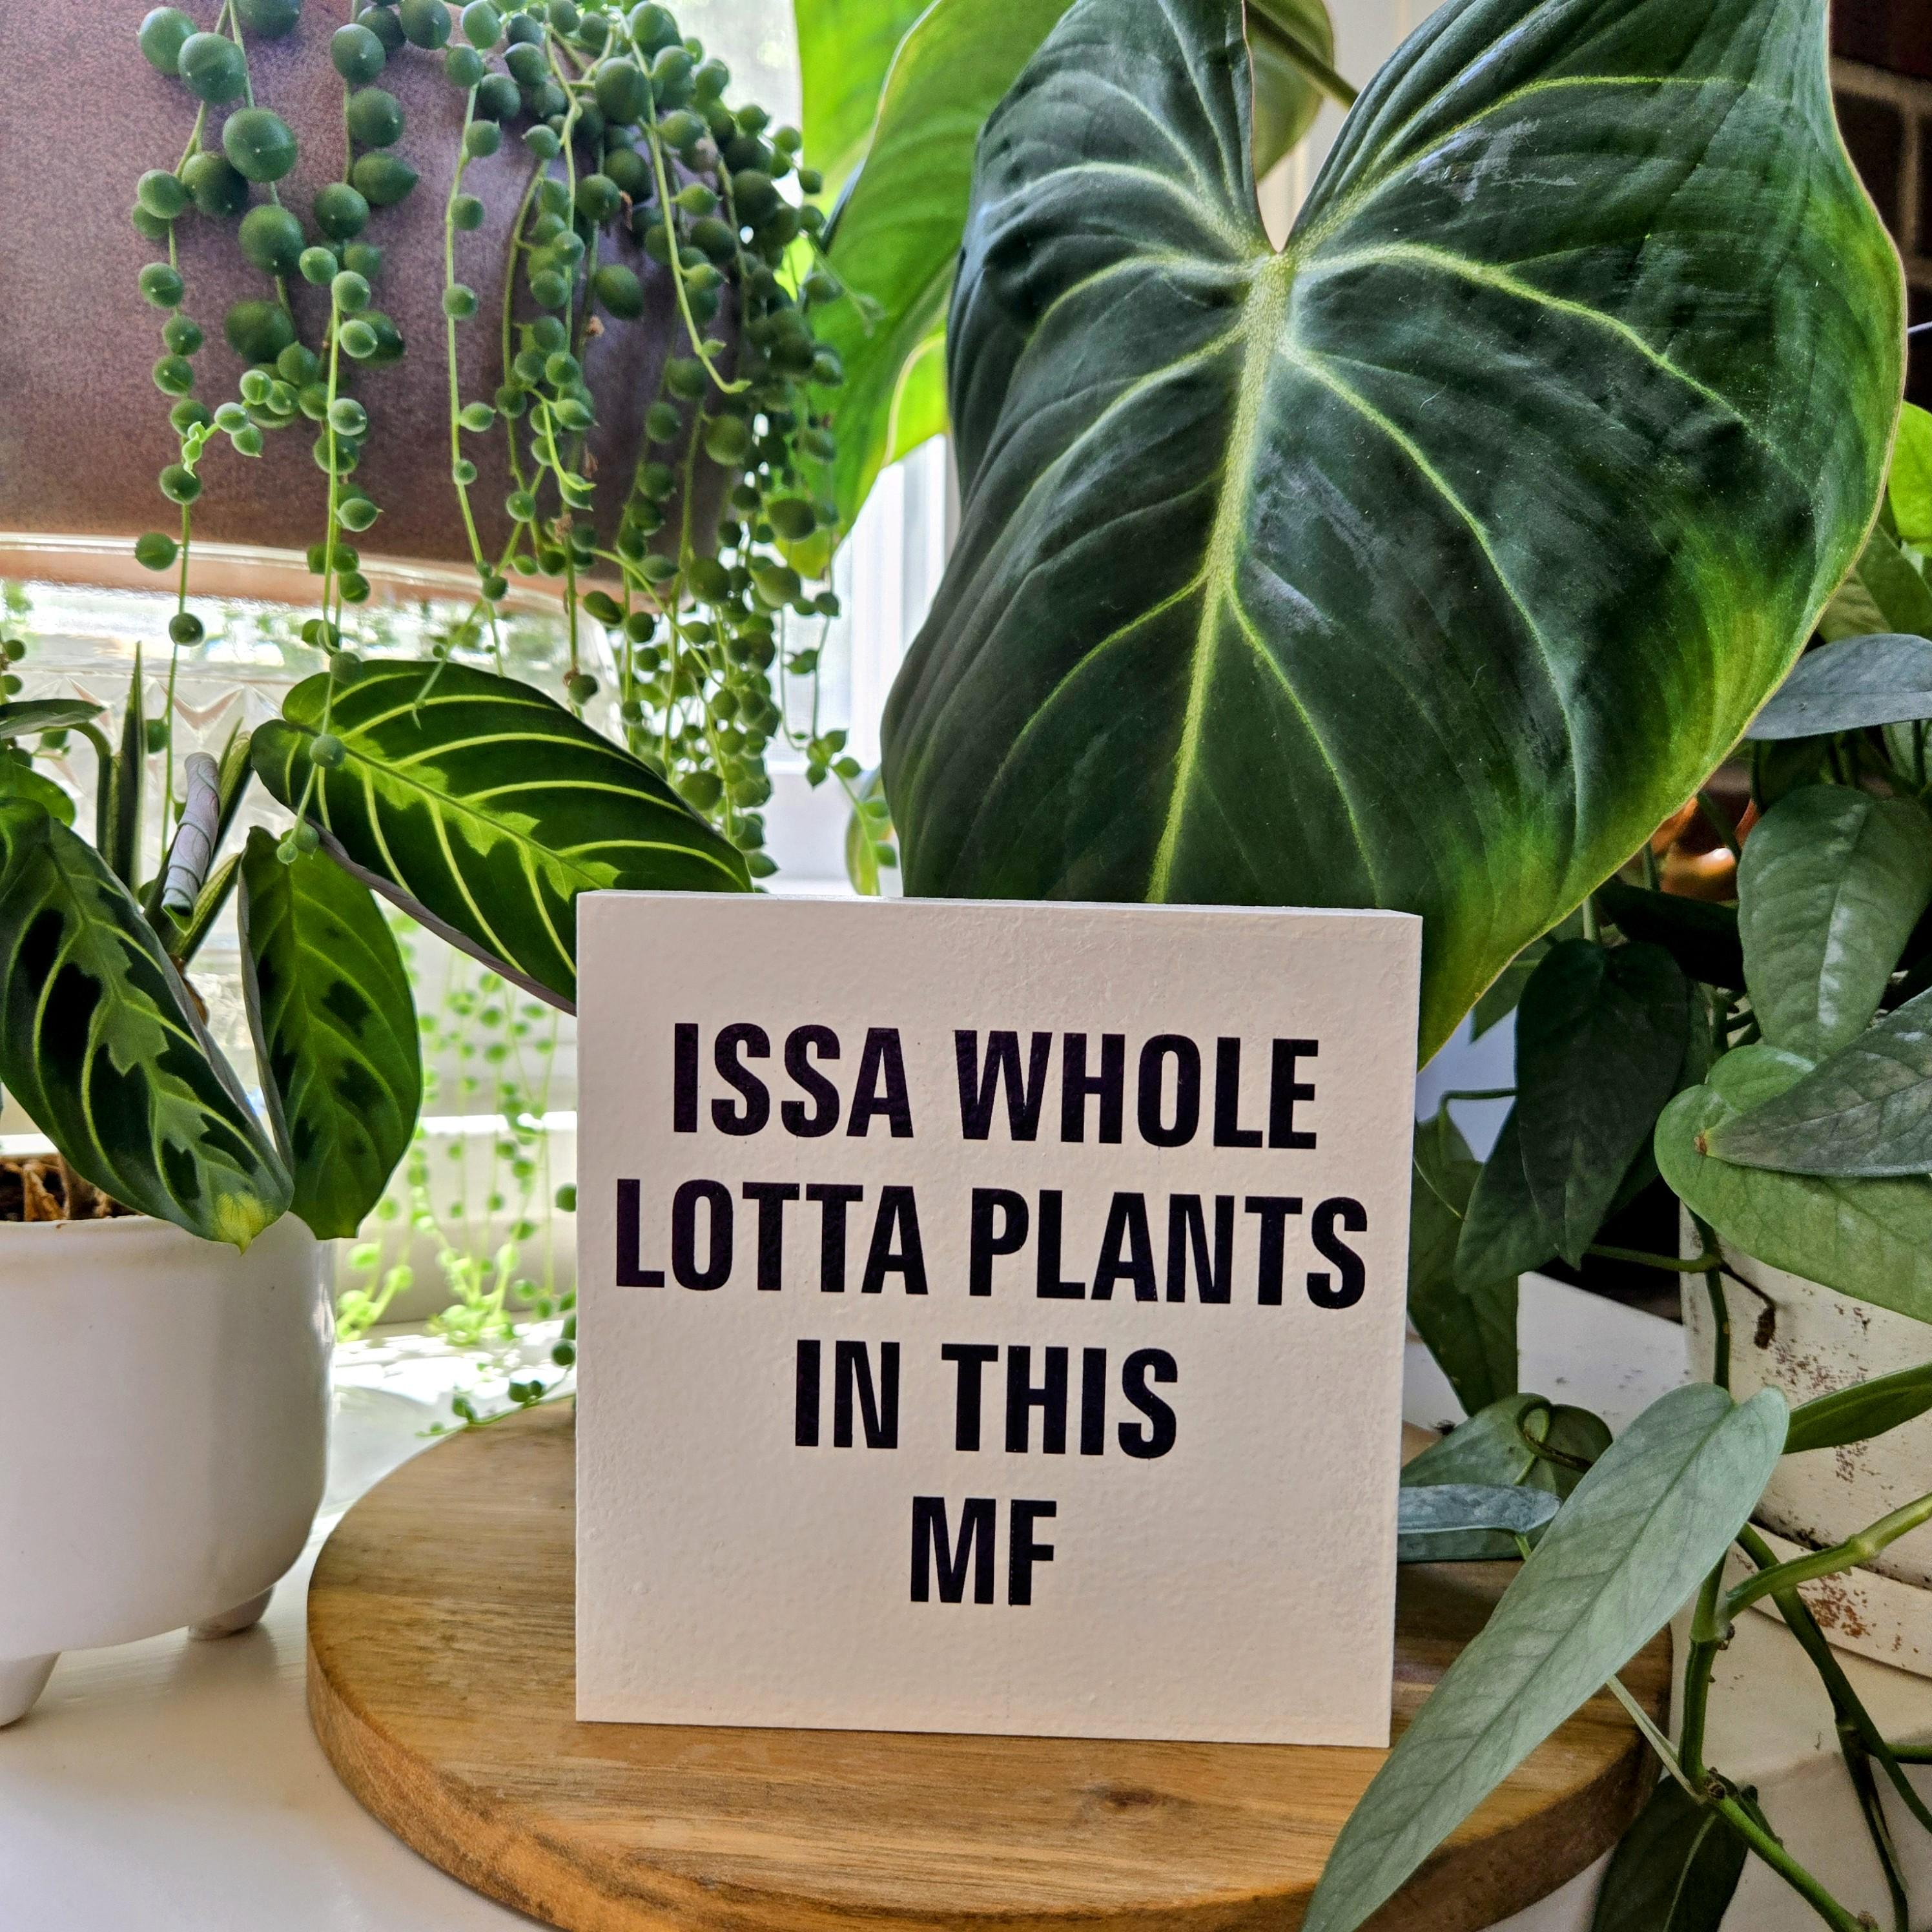 ISSA WHOLE
LOTTA PLANTS
IN THIS
MF